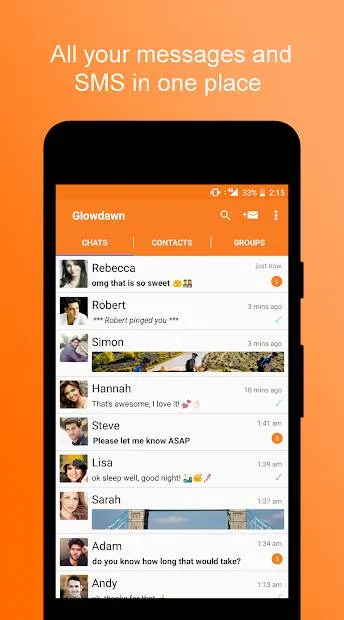 All your messages and
SMS in one place
33% 2:15
Glowdawn
CHATS CONTACTS GROUPS
Rebecca just now
omg that is so sweet 1
Robert 3 mins ago
*** Robert pinged you ***
Simon 3 mins ago
Hannah 10 mins ago
That's awesome, I love it!
Steve 1:41 am
Please let me know ASAP
Lisa 1:39 am
ok sleep well, good night!
Sarah 1:37 am
Adam 1:34 am
do you know how long that would take?
Andy 1:13 am
ok thanks for that